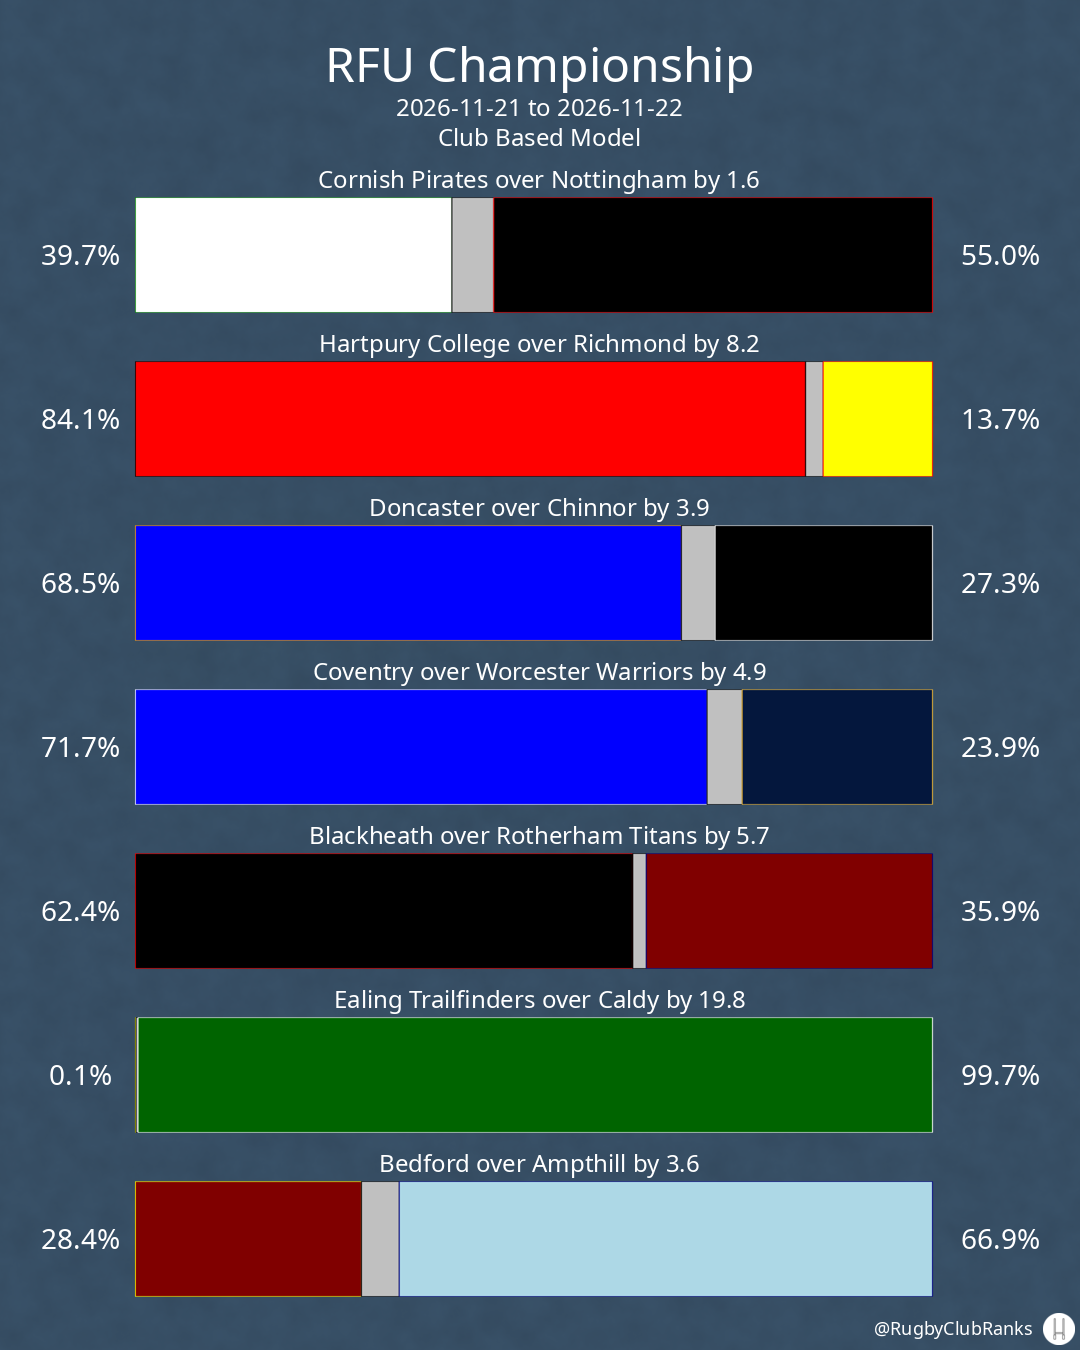 RFU Championship
2026-11-21 to 2026-11-22
Club Based Model
Cornish Pirates over Nottingham by 1.6
39.7% 55.0%
Hartpury College over Richmond by 8.2
84.1% 13.7%
Doncaster over Chinnor by 3.9
68.5% 27.3%
Coventry over Worcester Warriors by 4.9
71.7% 23.9%
Blackheath over Rotherham Titans by 5.7
62.4% 35.9%
Ealing Trailfinders over Caldy by 19.8
0.1% 99.7%
Bedford over Ampthill by 3.6
28.4% 66.9%
@RugbyClubRanks